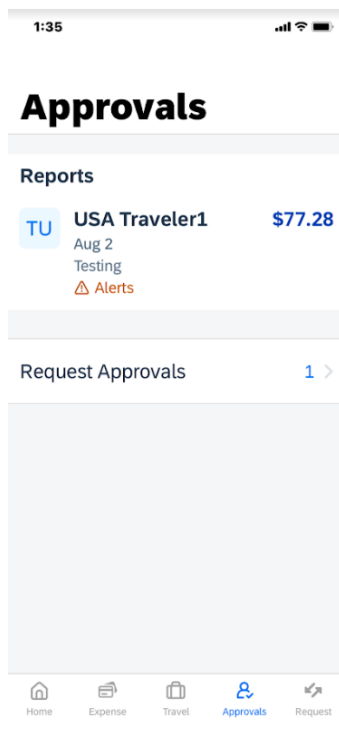 1:35
Approvals
Reports
TU
USA Traveler1
$77.28
Aug 2
Testing
Alerts
Request Approvals
1
Home
Expense
Travel
Approvals
Request